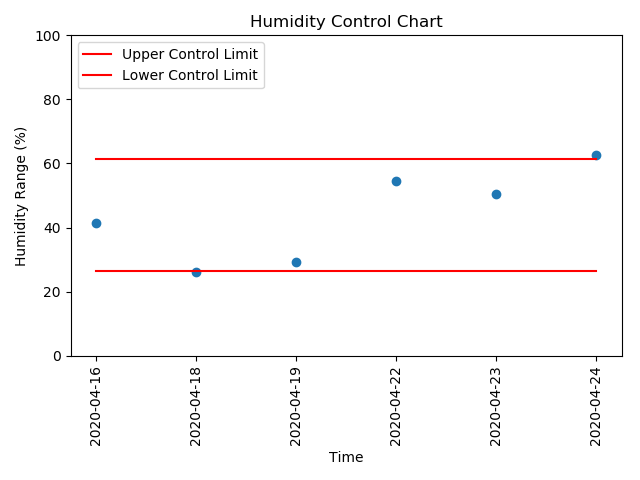 Humidity Control Chart
Upper Control Limit
Lower Control Limit
Humidity Range (%)
100
80
60
40
20
0
2020-04-16
2020-04-18
2020-04-19
2020-04-22
2020-04-23
2020-04-24
Time